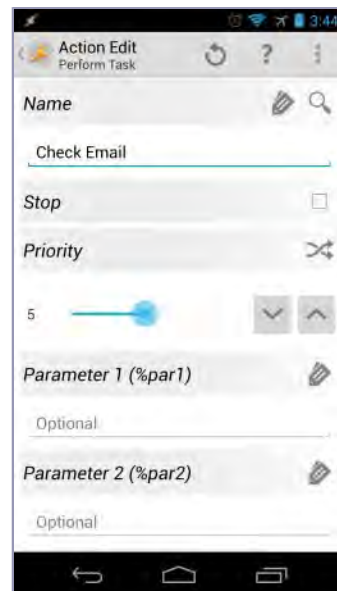 3:44
Action Edit
Perform Task
?
Name
Check Email
Stop
Priority
5
Parameter 1 (%par1)
Optional
Parameter 2 (%par2)
Optional